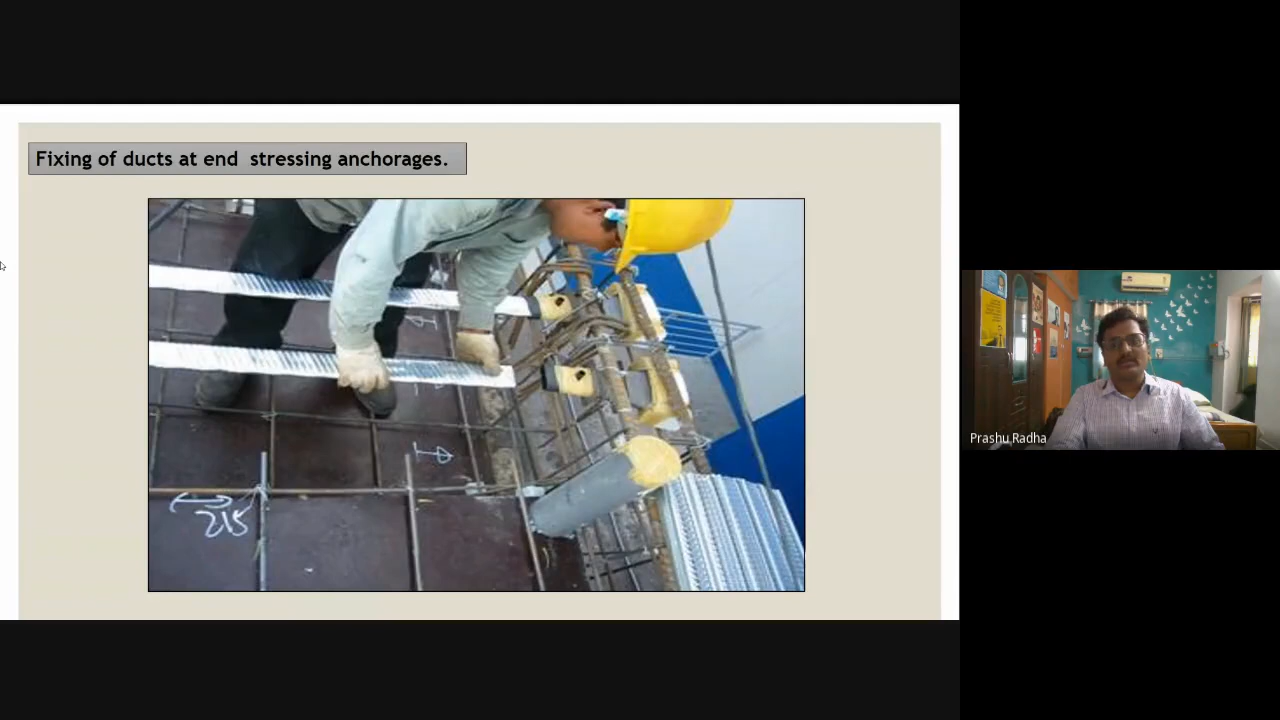 Fixing of ducts at end stressing anchorages.
215
Prashu Radha